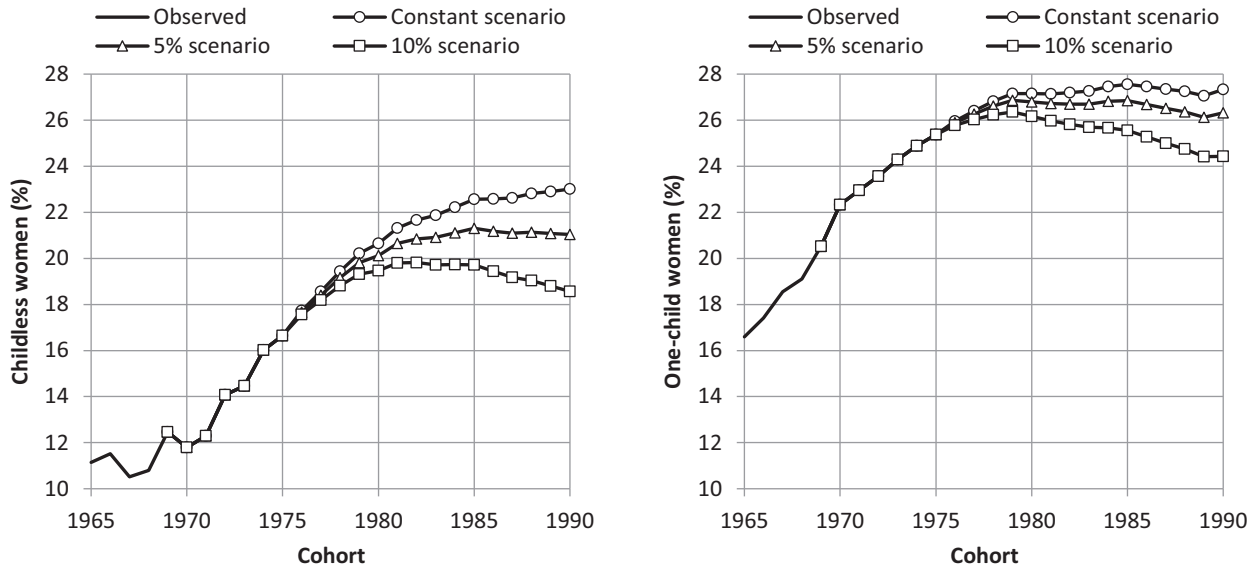 Observed Constant scenario
5% scenario 10% scenario
Childless women (%)
28
26
24
22
20
18
16
14
12
10
1965 1970 1975 1980 1985 1990
Cohort
Observed Constant scenario
5% scenario 10% scenario
One-child women (%)
28
26
24
22
20
18
16
14
12
10
1965 1970 1975 1980 1985 1990
Cohort